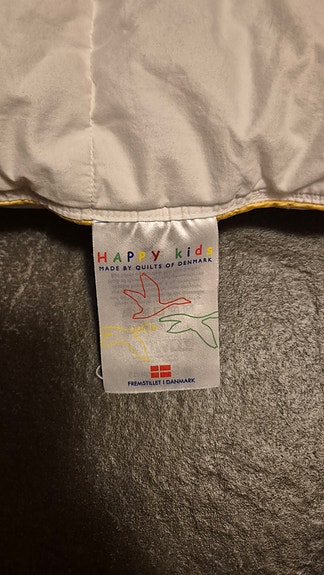 HAPPY kids
MADE BY QUILTS OF DENMARK
FREMSTILLET I DANMARK